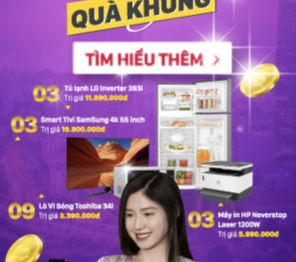 QUÀ KHỦNG
TÌM HIỂU THÊM >
03 Tủ lạnh LG Inverter 393l
Trị giá 11.890.000đ
03 Smart Tivi SamSung 4k 55 inch
Trị giá 19.900.000đ
09 Lò Vi Sóng Toshiba 34l
Trị giá 3.390.000đ
03 Máy in HP Neverstop
Laser 1200W
Trị giá 5.990.000đ